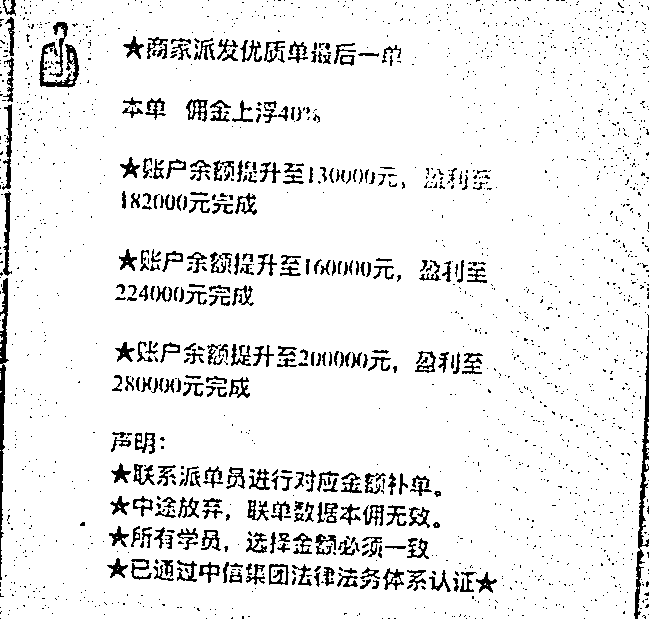 ★商家派发优质单最后一单
本单 佣金上浮40%
★账户余额提升至130000元，盈利至
182000元完成
★账户余额提升至160000元，盈利至
224000元完成
★账户余额提升至200000元，盈利至
280000元完成
声明：
★联系派单员进行对应金额补单。
★中途放弃，联单数据本佣无效。
★所有学员，选择金额必须一致
★已通过中信集团法律法务体系认证★